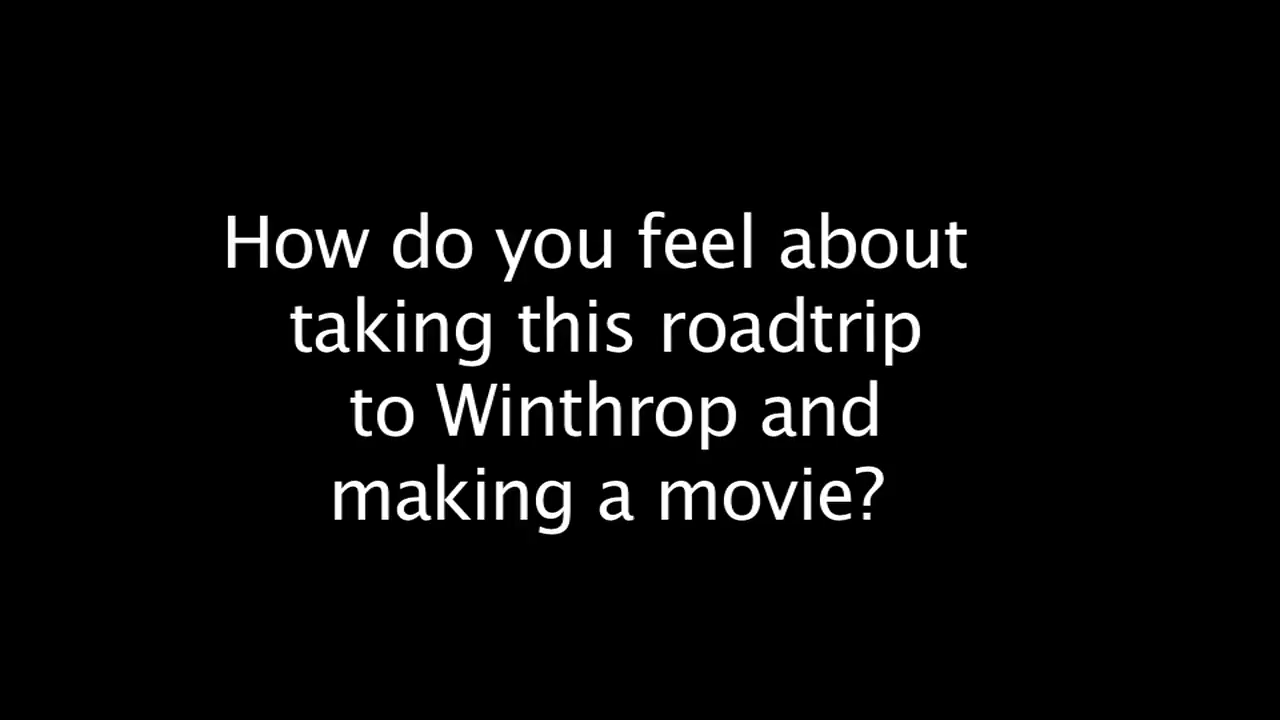 How do you feel about
taking this roadtrip
to Winthrop and
making a movie?